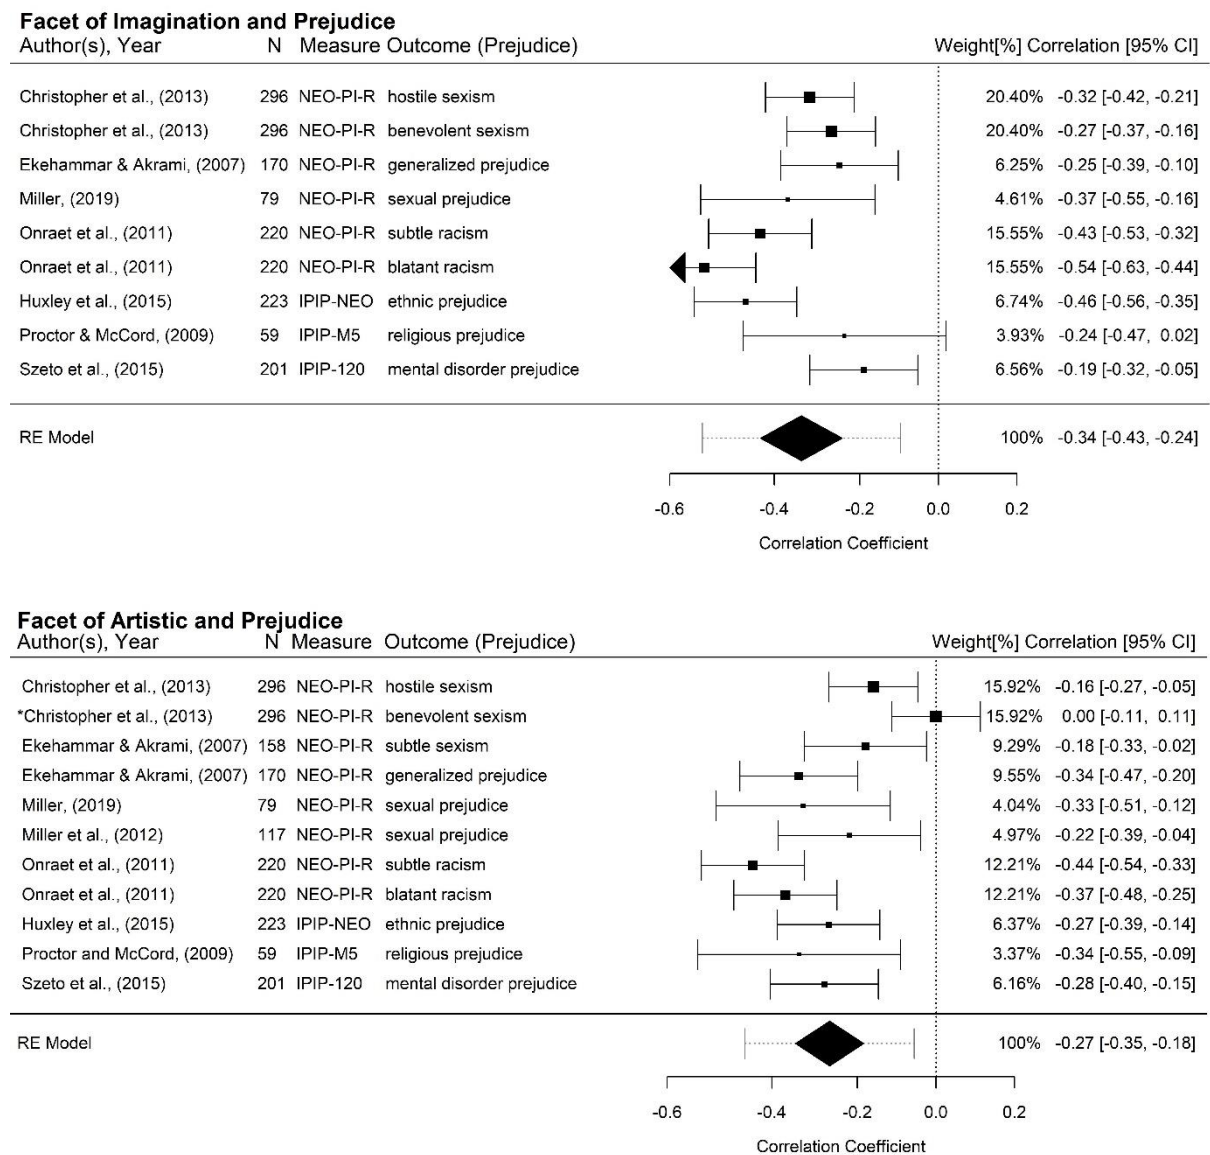 Facet of Imagination and Prejudice
Author(s), Year N Measure Outcome (Prejudice) Weight[%] Correlation [95% CI]
Christopher et al., (2013) 296 NEO-PI-R hostile sexism 20.40% -0.32 [-0.42, -0.21]
Christopher et al., (2013) 296 NEO-PI-R benevolent sexism 20.40% -0.27 [-0.37, -0.16]
Ekehammar & Akrami, (2007) 170 NEO-PI-R generalized prejudice 6.25% -0.25 [-0.39, -0.10]
Miller, (2019) 79 NEO-PI-R sexual prejudice 4.61% -0.37 [-0.55, -0.16]
Onraet et al., (2011) 220 NEO-PI-R subtle racism 15.55% -0.43 [-0.53, -0.32]
Onraet et al., (2011) 220 NEO-PI-R blatant racism 15.55% -0.54 [-0.63, -0.44]
Huxley et al., (2015) 223 IPIP-NEO ethnic prejudice 6.74% -0.46 [-0.56, -0.35]
Proctor & McCord, (2009) 59 IPIP-M5 religious prejudice 3.93% -0.24 [-0.47, 0.02]
Szeto et al., (2015) 201 IPIP-120 mental disorder prejudice 6.56% -0.19 [-0.32, -0.05]
RE Model 100% -0.34 [-0.43, -0.24]
-0.6 -0.4 -0.2 0.0 0.2
Correlation Coefficient
Facet of Artistic and Prejudice
Author(s), Year N Measure Outcome (Prejudice) Weight[%] Correlation [95% CI]
Christopher et al., (2013) 296 NEO-PI-R hostile sexism 15.92% -0.16 [-0.27, -0.05]
*Christopher et al., (2013) 296 NEO-PI-R benevolent sexism 15.92% 0.00 [-0.11, 0.11]
Ekehammar & Akrami, (2007) 158 NEO-PI-R subtle sexism 9.29% -0.18 [-0.33, -0.02]
Ekehammar & Akrami, (2007) 170 NEO-PI-R generalized prejudice 9.55% -0.34 [-0.47, -0.20]
Miller, (2019) 79 NEO-PI-R sexual prejudice 4.04% -0.33 [-0.51, -0.12]
Miller et al., (2012) 117 NEO-PI-R sexual prejudice 4.97% -0.22 [-0.39, -0.04]
Onraet et al., (2011) 220 NEO-PI-R subtle racism 12.21% -0.44 [-0.54, -0.33]
Onraet et al., (2011) 220 NEO-PI-R blatant racism 12.21% -0.37 [-0.48, -0.25]
Huxley et al., (2015) 223 IPIP-NEO ethnic prejudice 6.37% -0.27 [-0.39, -0.14]
Proctor and McCord, (2009) 59 IPIP-M5 religious prejudice 3.37% -0.34 [-0.55, -0.09]
Szeto et al., (2015) 201 IPIP-120 mental disorder prejudice 6.16% -0.28 [-0.40, -0.15]
RE Model 100% -0.27 [-0.35, -0.18]
-0.6 -0.4 -0.2 0.0 0.2
Correlation Coefficient